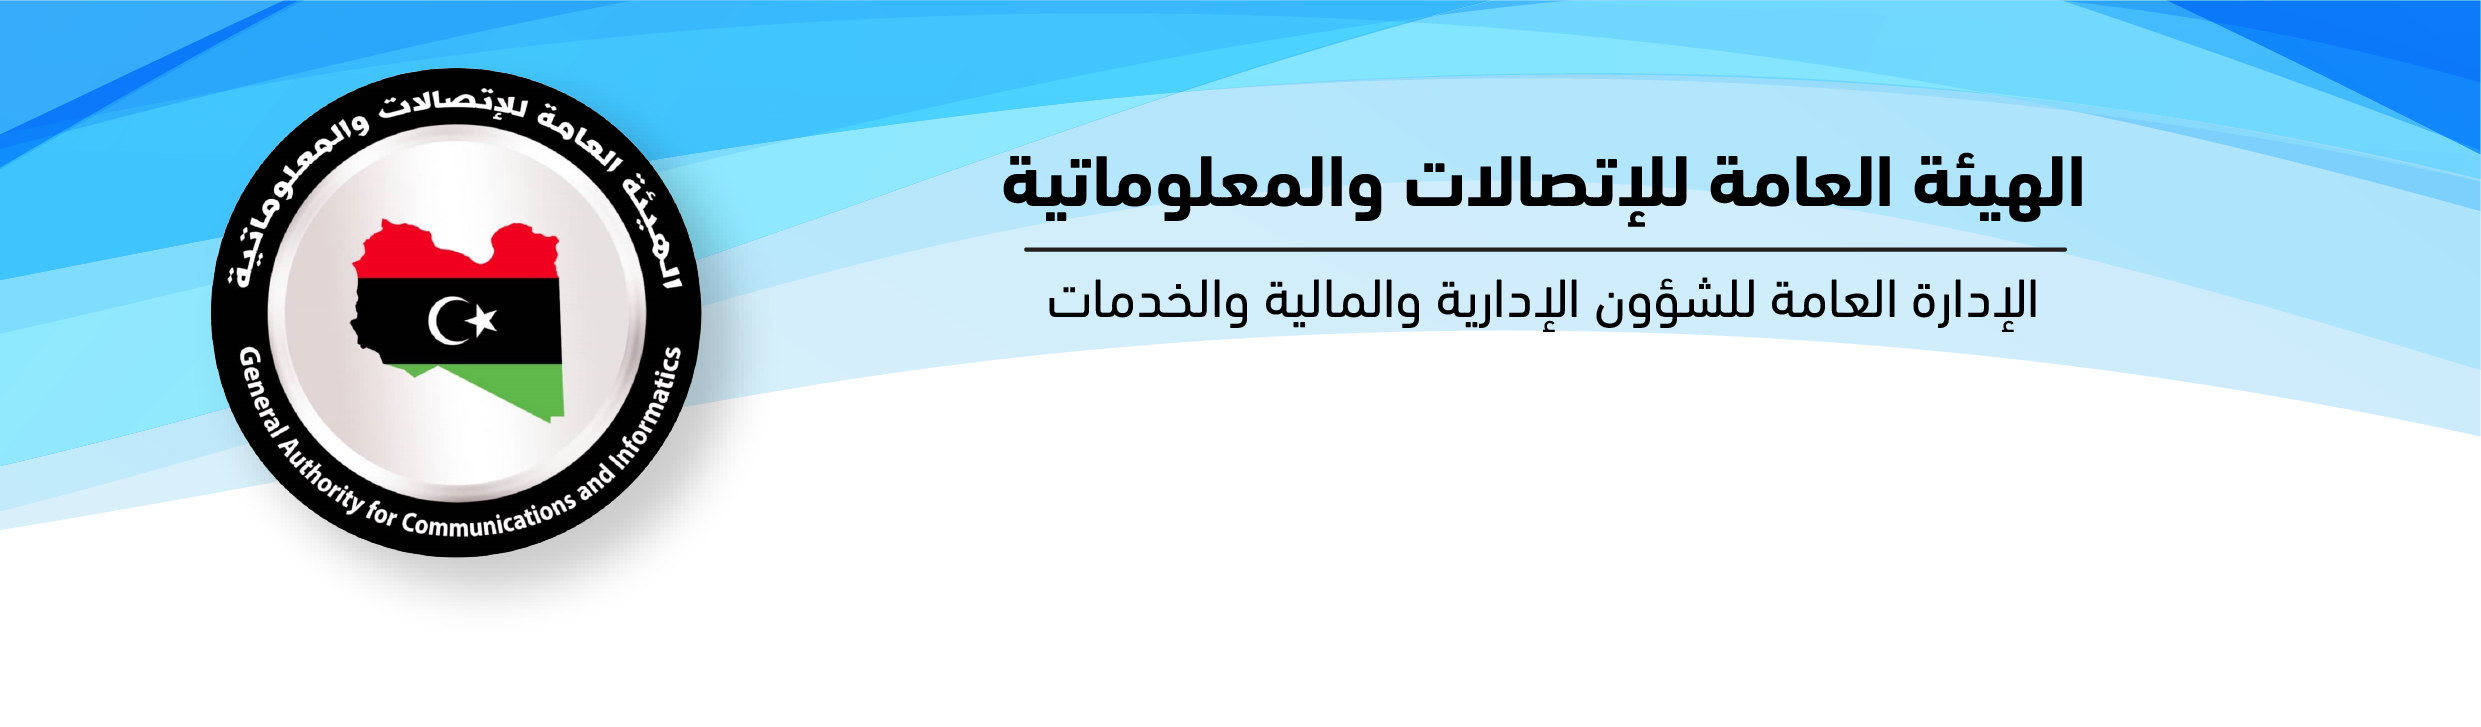 الهيئة العامة للإتصالات والمعلوماتية
الإدارة العامة للشؤون الإدارية والمالية والخدمات
الهيئة العامة للإتصالات والمعلوماتية
General Authority for Communications and Informatics